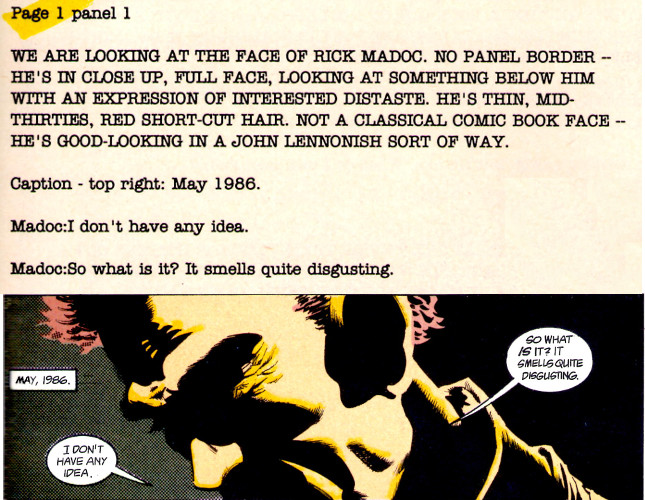 Page 1 panel 1
WE ARE LOOKING AT THE FACE OF RICK MADOC. NO PANEL BORDER --
HE'S IN CLOSE UP, FULL FACE, LOOKING AT SOMETHING BELOW HIM
WITH AN EXPRESSION OF INTERESTED DISTASTE. HE'S THIN, MID-
THIRTIES, RED SHORT-CUT HAIR. NOT A CLASSICAL COMIC BOOK FACE --
HE'S GOOD-LOOKING IN A JOHN LENNONISH SORT OF WAY.
Caption - top right: May 1986.
Madoc:I don't have any idea.
Madoc:So what is it? It smells quite disgusting.
MAY, 1986.
I DON'T
HAVE ANY
IDEA.
SO WHAT
IS IT? IT
SMELLS QUITE
DISGUSTING.